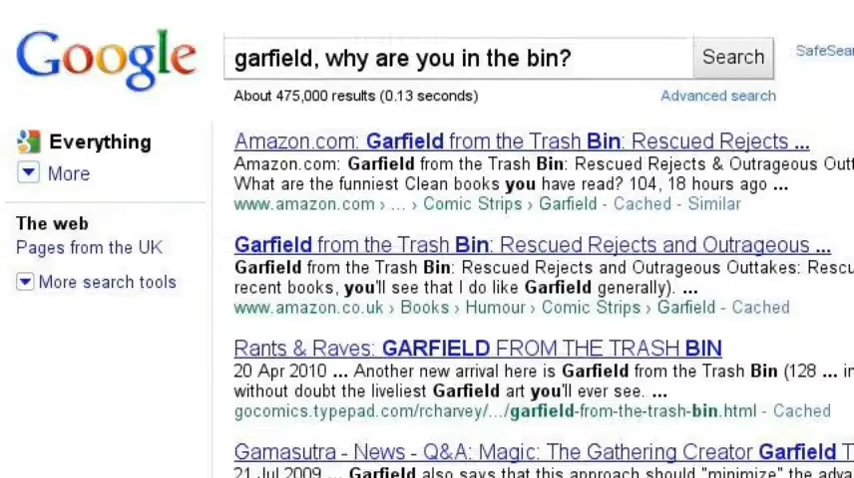 Google
garfield, why are you in the bin?
Search
SafeSear
About 475,000 results (0.13 seconds)
Advanced search
Everything
More
The web
Pages from the UK
More search tools
Amazon.com: Garfield from the Trash Bin: Rescued Rejects ...
Amazon.com: Garfield from the Trash Bin: Rescued Rejects & Outrageous Outt
What are the funniest Clean books you have read? 104, 18 hours ago ...
www.amazon.com › ... › Comic Strips › Garfield - Cached - Similar
Garfield from the Trash Bin: Rescued Rejects and Outrageous ...
Garfield from the Trash Bin: Rescued Rejects and Outrageous Outtakes: Rescu
recent books, you'll see that I do like Garfield generally). ...
www.amazon.co.uk › Books › Humour › Comic Strips › Garfield - Cached
Rants & Raves: GARFIELD FROM THE TRASH BIN
20 Apr 2010 ... Another new arrival here is Garfield from the Trash Bin (128 ... in
without doubt the liveliest Garfield art you'll ever see. ...
gocomics.typepad.com/rcharvey/.../garfield-from-the-trash-bin.html - Cached
Gamasutra - News - Q&A: Magic: The Gathering Creator Garfield T
21 Jul 2009 ... Garfield also says that this approach should "minimize" the adva